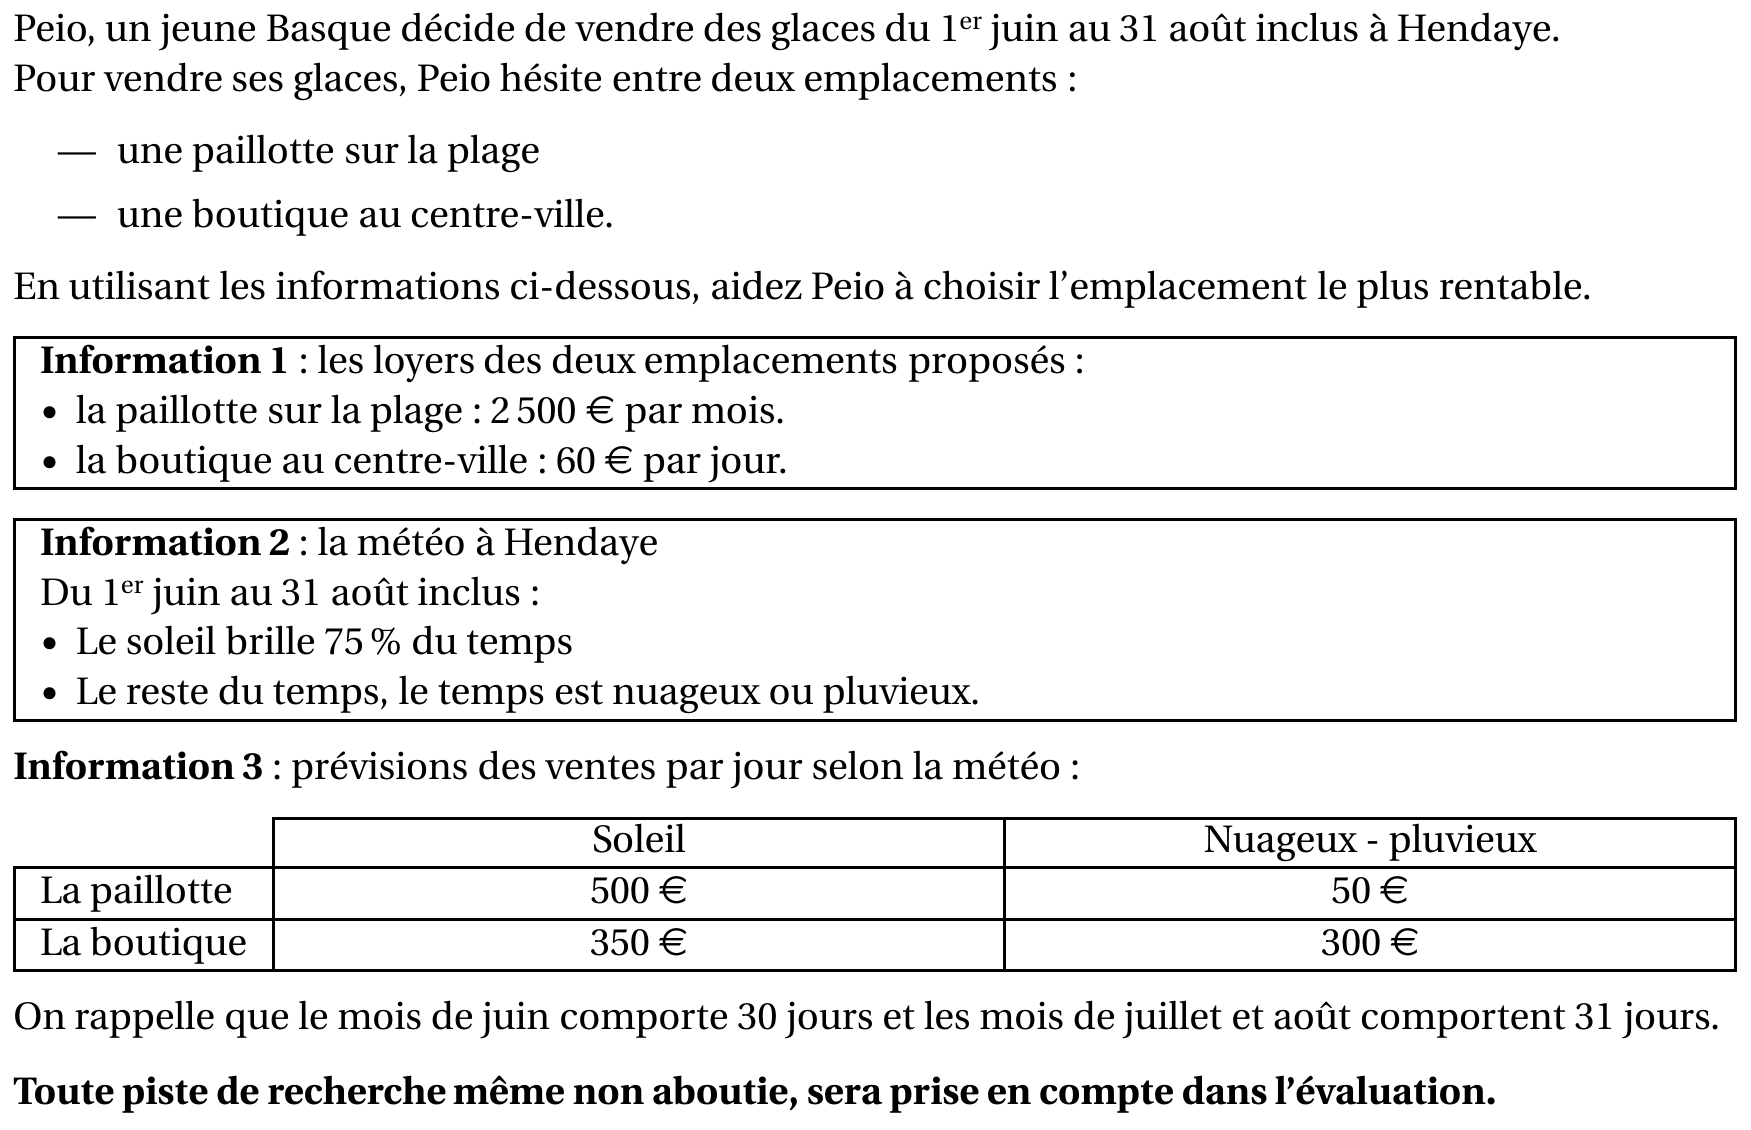 Peio, un jeune Basque décide de vendre des glaces du 1er juin au 31 août inclus à Hendaye.
Pour vendre ses glaces, Peio hésite entre deux emplacements :
— une paillotte sur la plage
— une boutique au centre-ville.
En utilisant les informations ci-dessous, aidez Peio à choisir l'emplacement le plus rentable.
Information 1 : les loyers des deux emplacements proposés :
• la paillotte sur la plage : 2 500 € par mois.
• la boutique au centre-ville : 60 € par jour.
Information 2 : la météo à Hendaye
Du 1er juin au 31 août inclus :
• Le soleil brille 75 % du temps
• Le reste du temps, le temps est nuageux ou pluvieux.
Information 3 : prévisions des ventes par jour selon la météo :
Soleil Nuageux - pluvieux
La paillotte 500 € 50 €
La boutique 350 € 300 €
On rappelle que le mois de juin comporte 30 jours et les mois de juillet et août comportent 31 jours.
Toute piste de recherche même non aboutie, sera prise en compte dans l'évaluation.